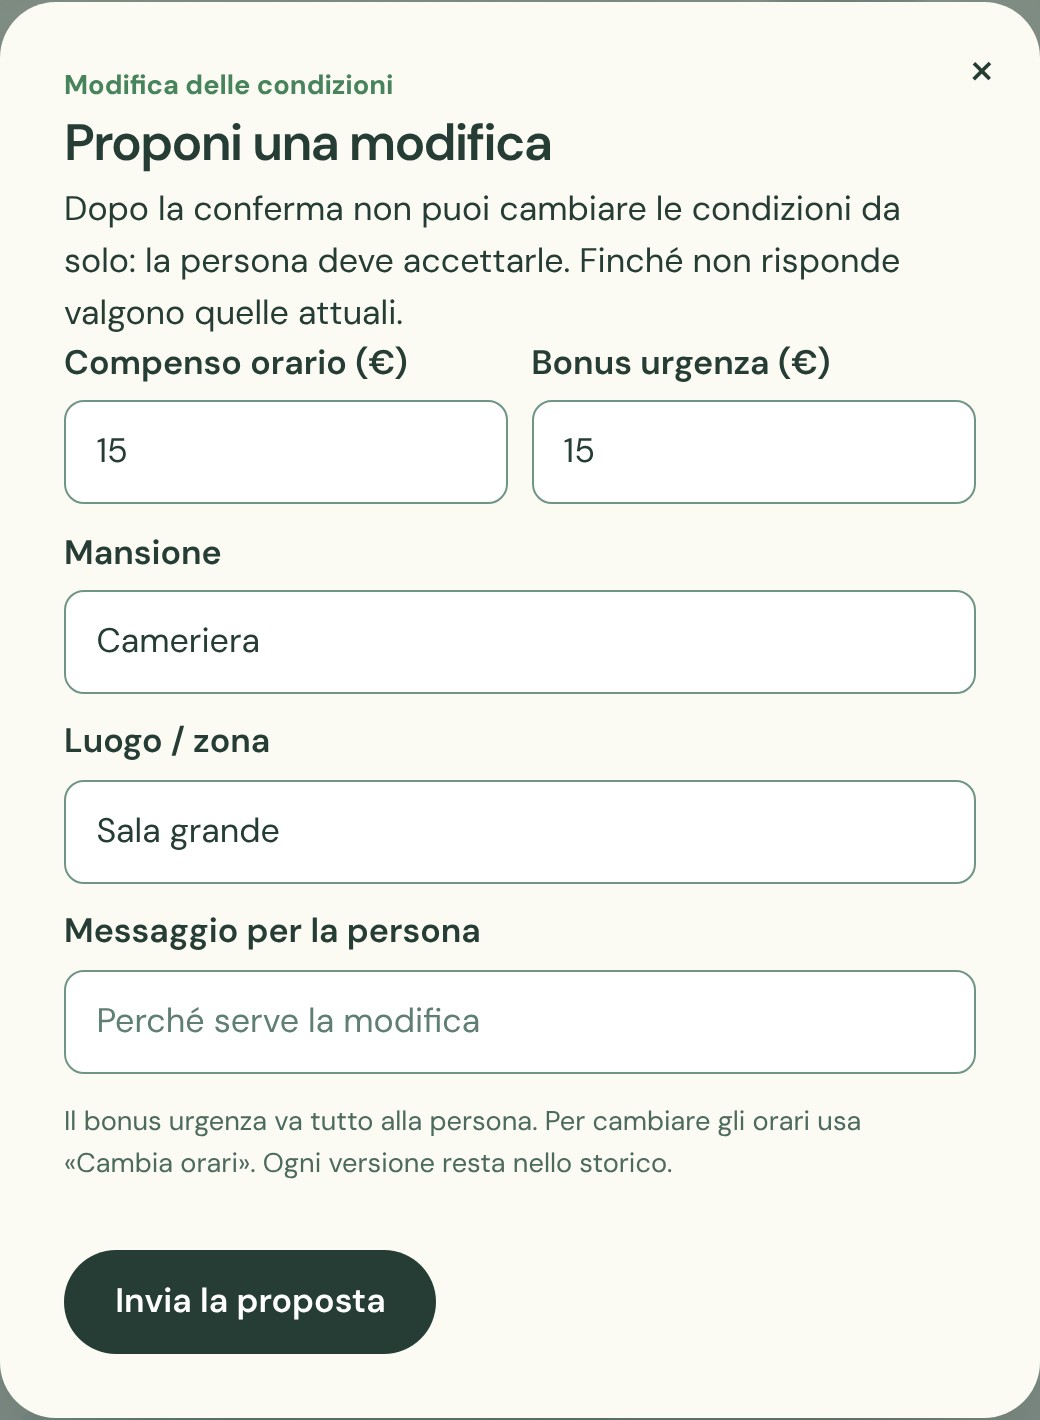 Modifica delle condizioni
×
Proponi una modifica
Dopo la conferma non puoi cambiare le condizioni da
solo: la persona deve accettarle. Finché non risponde
valgono quelle attuali.
Compenso orario (€)
Bonus urgenza (€)
15
15
Mansione
Cameriera
Luogo / zona
Sala grande
Messaggio per la persona
Perché serve la modifica
Il bonus urgenza va tutto alla persona. Per cambiare gli orari usa
«Cambia orari». Ogni versione resta nello storico.
Invia la proposta